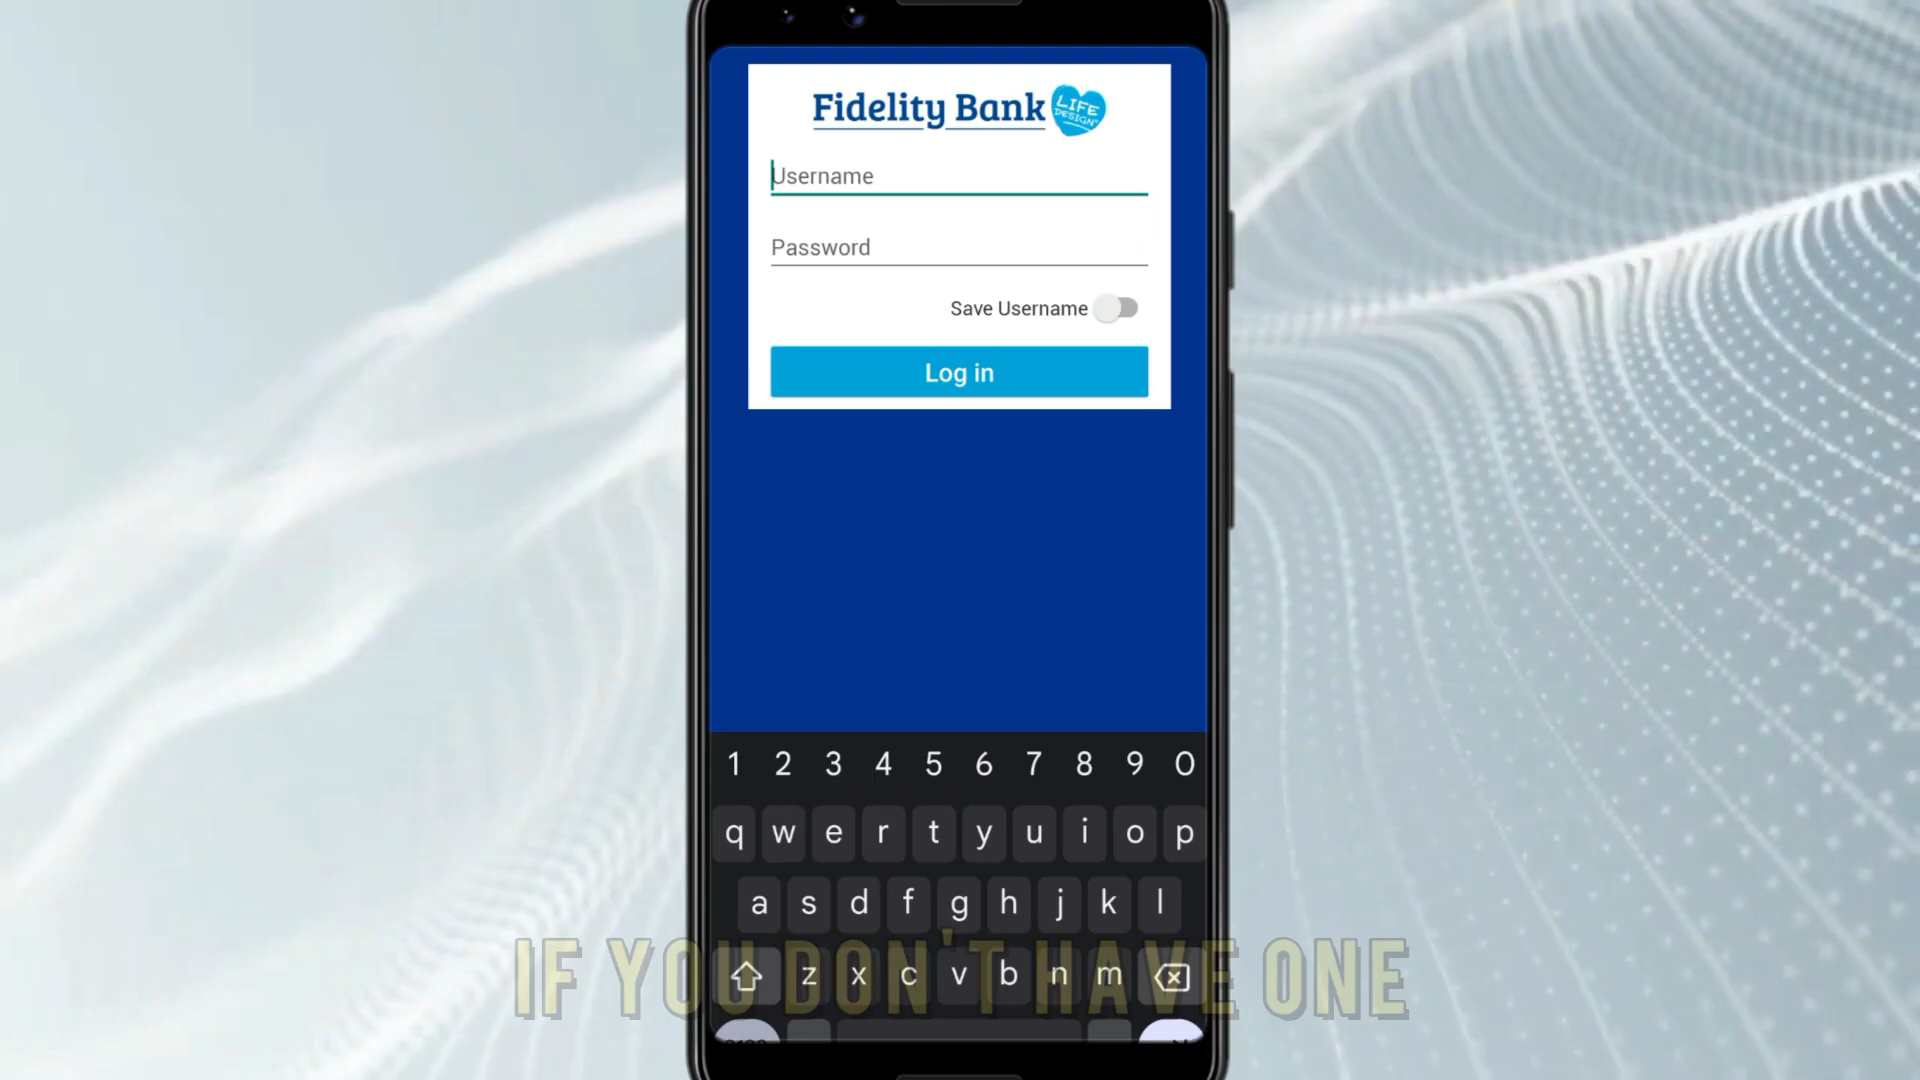 Fidelity Bank LIFE DESIGN
Username
Password
Save Username
Log in
1 2 3 4 5 6 7 8 9 0
q w e r t y u i o p
a s d f g h j k l
z x c v b n m
IF YOU DON'T HAVE ONE